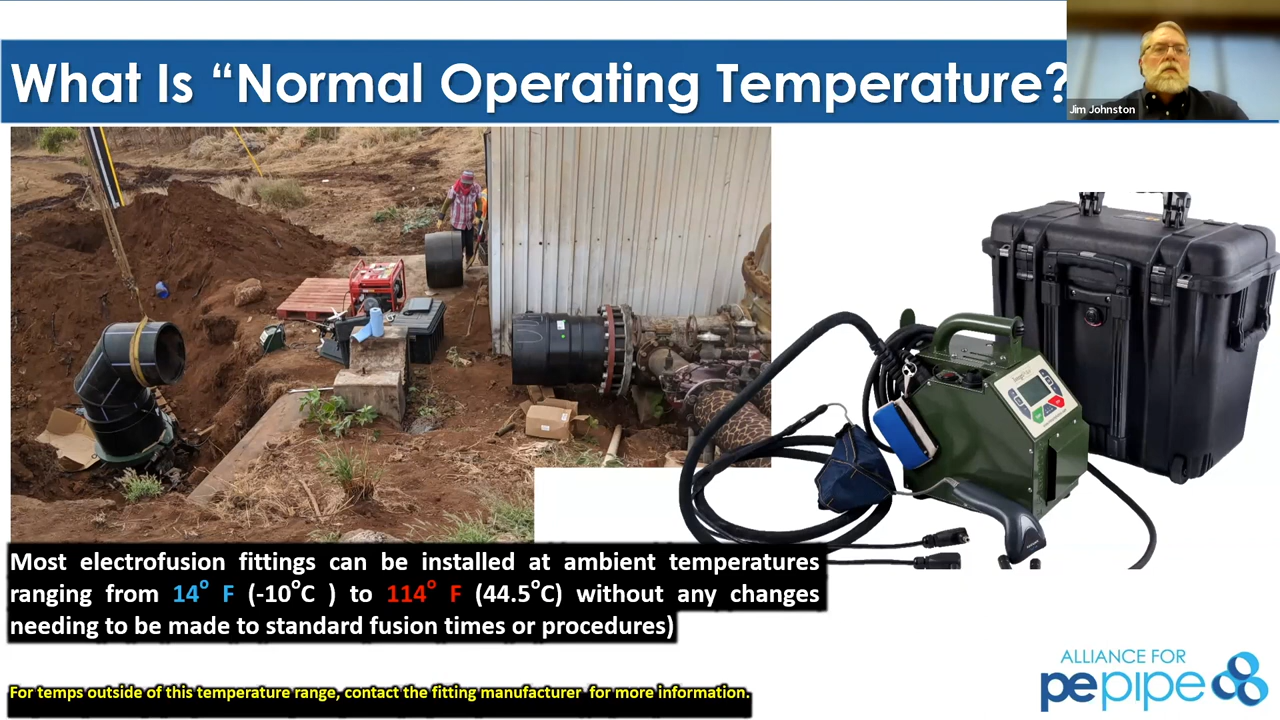 What Is “Normal Operating Temperature?
Jim Johnston
Most electrofusion fittings can be installed at ambient temperatures
ranging from 14° F (-10°C ) to 114° F (44.5°C) without any changes
needing to be made to standard fusion times or procedures)
For temps outside of this temperature range, contact the fitting manufacturer for more information.
ALLIANCE FOR
pepipe